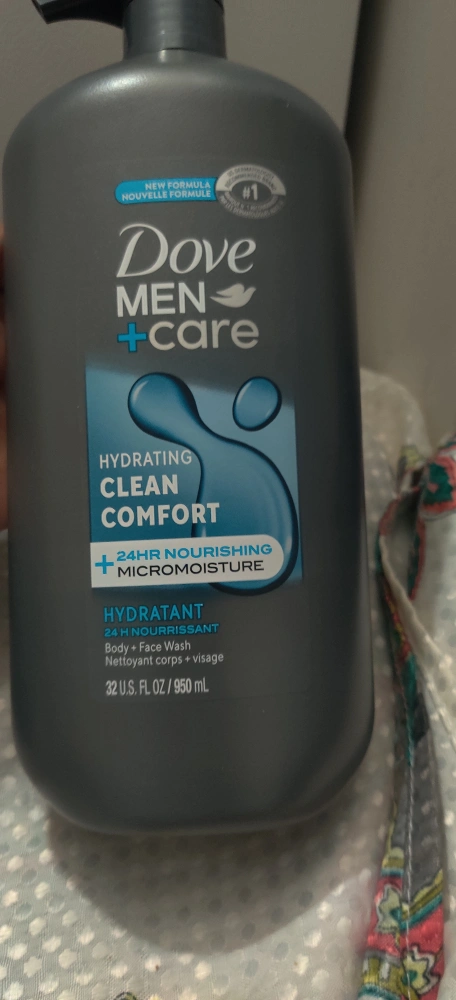 NEW FORMULA
NOUVELLE FORMULE
#1
Dove
MEN
+care
HYDRATING
CLEAN
COMFORT
+ 24HR NOURISHING
MICROMOISTURE
HYDRATANT
24 H NOURRISSANT
Body + Face Wash
Nettoyant corps + visage
32 U.S. FL OZ / 950 mL